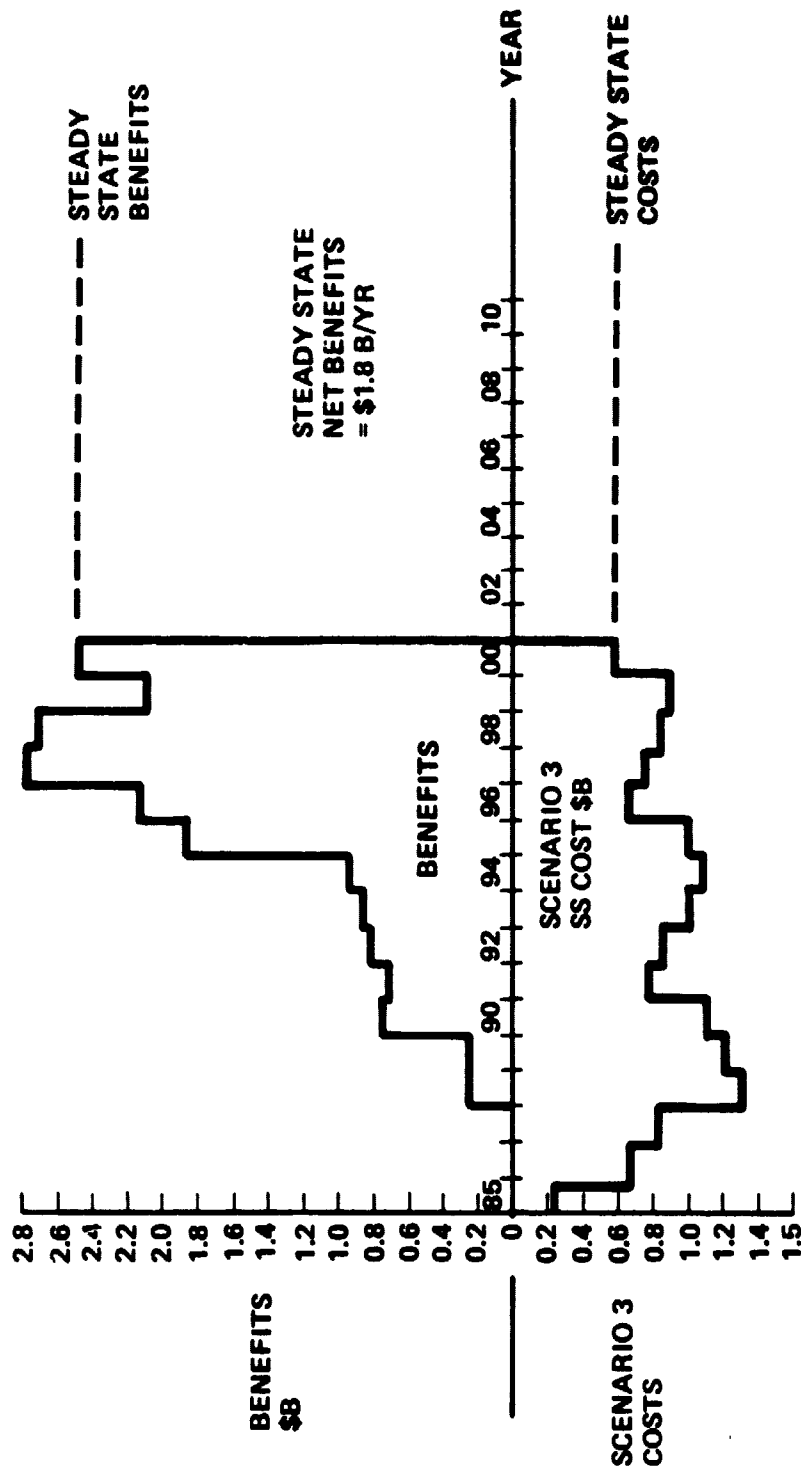 BENEFITS
$B
2.8
2.6
2.4
2.2
2.0
1.8
1.6
1.4
1.2
1.0
0.8
0.6
0.4
0.2
0
0.2
0.4
0.6
0.8
1.0
1.2
1.4
1.5
SCENARIO 3
COSTS
STEADY
STATE
BENEFITS
STEADY STATE
NET BENEFITS
= $1.8 B/YR
BENEFITS
85 90 92 94 96 98 00 02 04 06 08 10 YEAR
SCENARIO 3
SS COST $B
STEADY STATE
COSTS